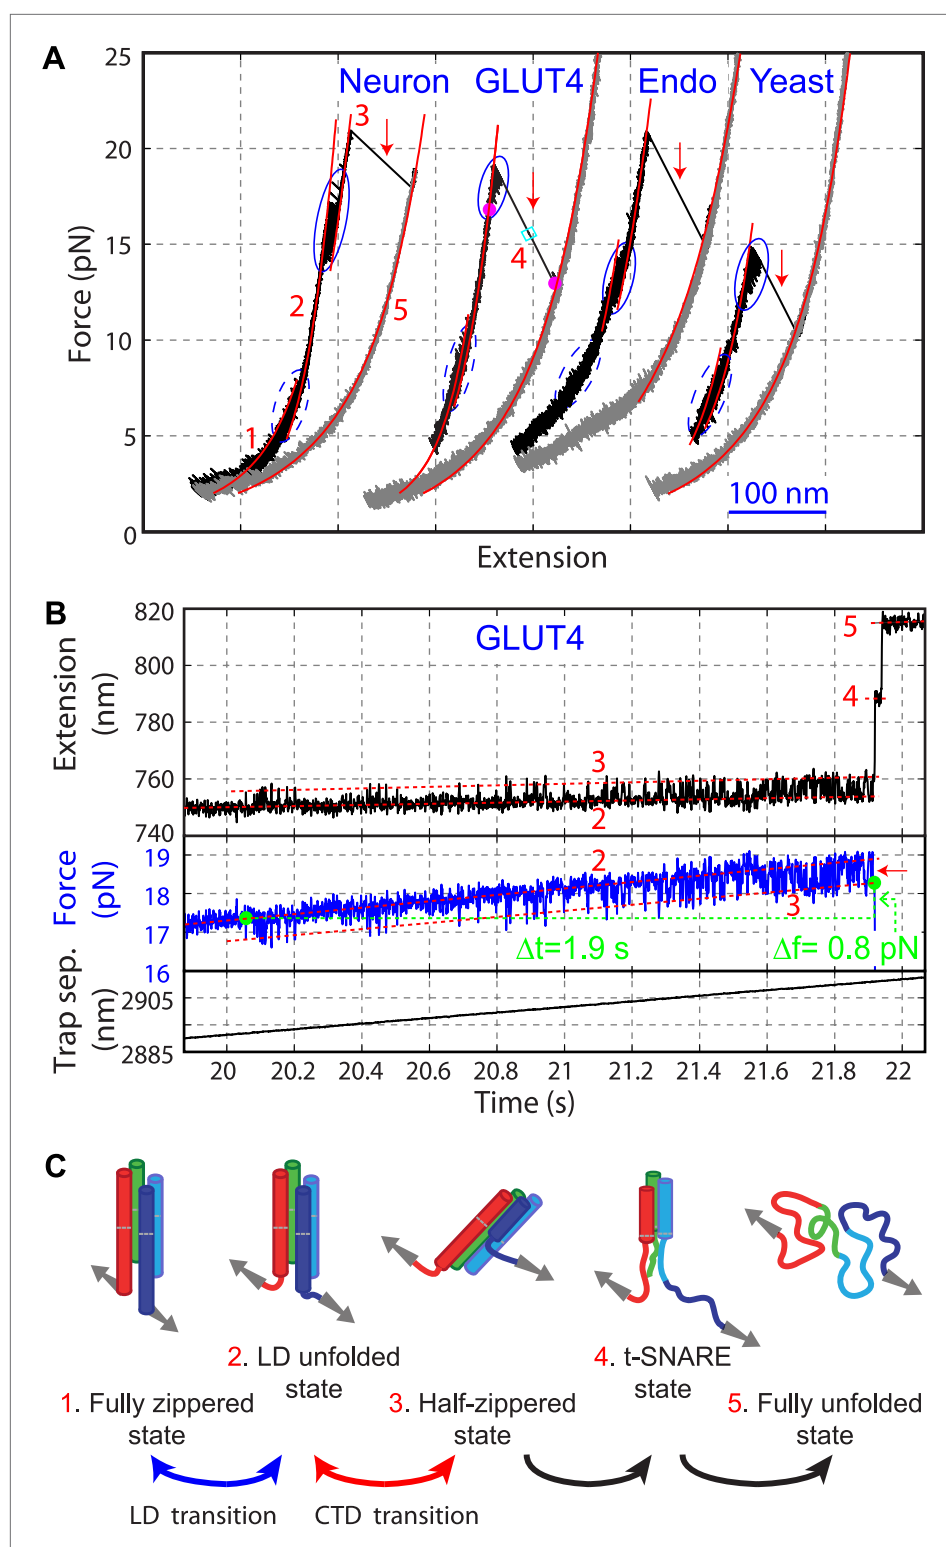 A
25
20
15
10
5
0
Force (pN)
Neuron GLUT4 Endo Yeast
3
2
4
5
1
100 nm
Extension
B
820
800
780
760
740
Extension
(nm)
GLUT4
5
4
3
2
19
18
17
16
Force
(pN)
2
3
Δt=1.9 s
Δf= 0.8 pN
2905
2885
Trap sep.
(nm)
20 20.2 20.4 20.6 20.8 21 21.2 21.4 21.6 21.8 22
Time (s)
C
2. LD unfolded
state
4. t-SNARE
state
1. Fully zippered
state
3. Half-zippered
state
5. Fully unfolded
state
LD transition
CTD transition